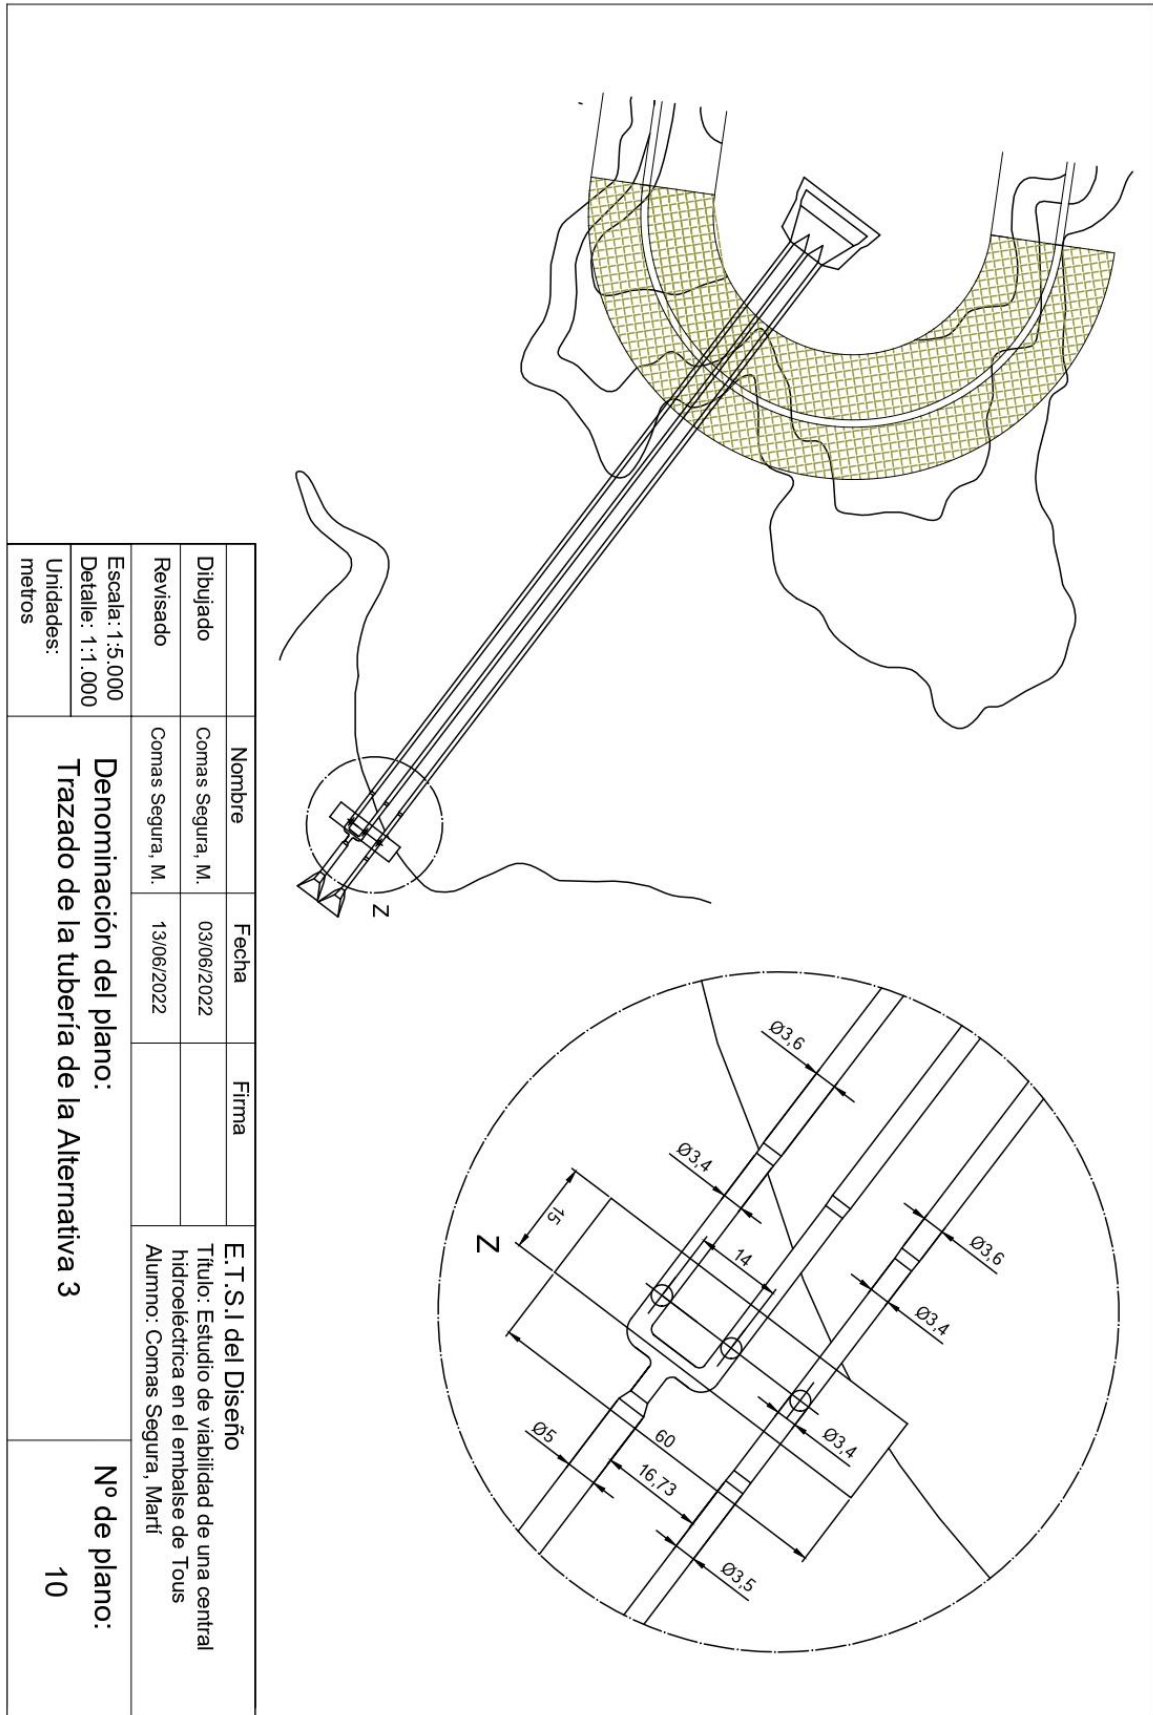 Z
Ø3,6
Ø3,4
15
14
Ø3,6
Ø3,4
Ø3,4
60
16,73
Ø5
Ø3,5
Z
Nombre
Fecha
Firma
E.T.S.I del Diseño
Título: Estudio de viabilidad de una central
hidroeléctrica en el embalse de Tous
Alumno: Comas Segura, Martí
Dibujado
Comas Segura, M.
03/06/2022
Revisado
Comas Segura, M.
13/06/2022
Escala:1:5.000
Detalle: 1:1.000
Unidades:
metros
Denominación del plano:
Trazado de la tubería de la Alternativa 3
Nº de plano:
10